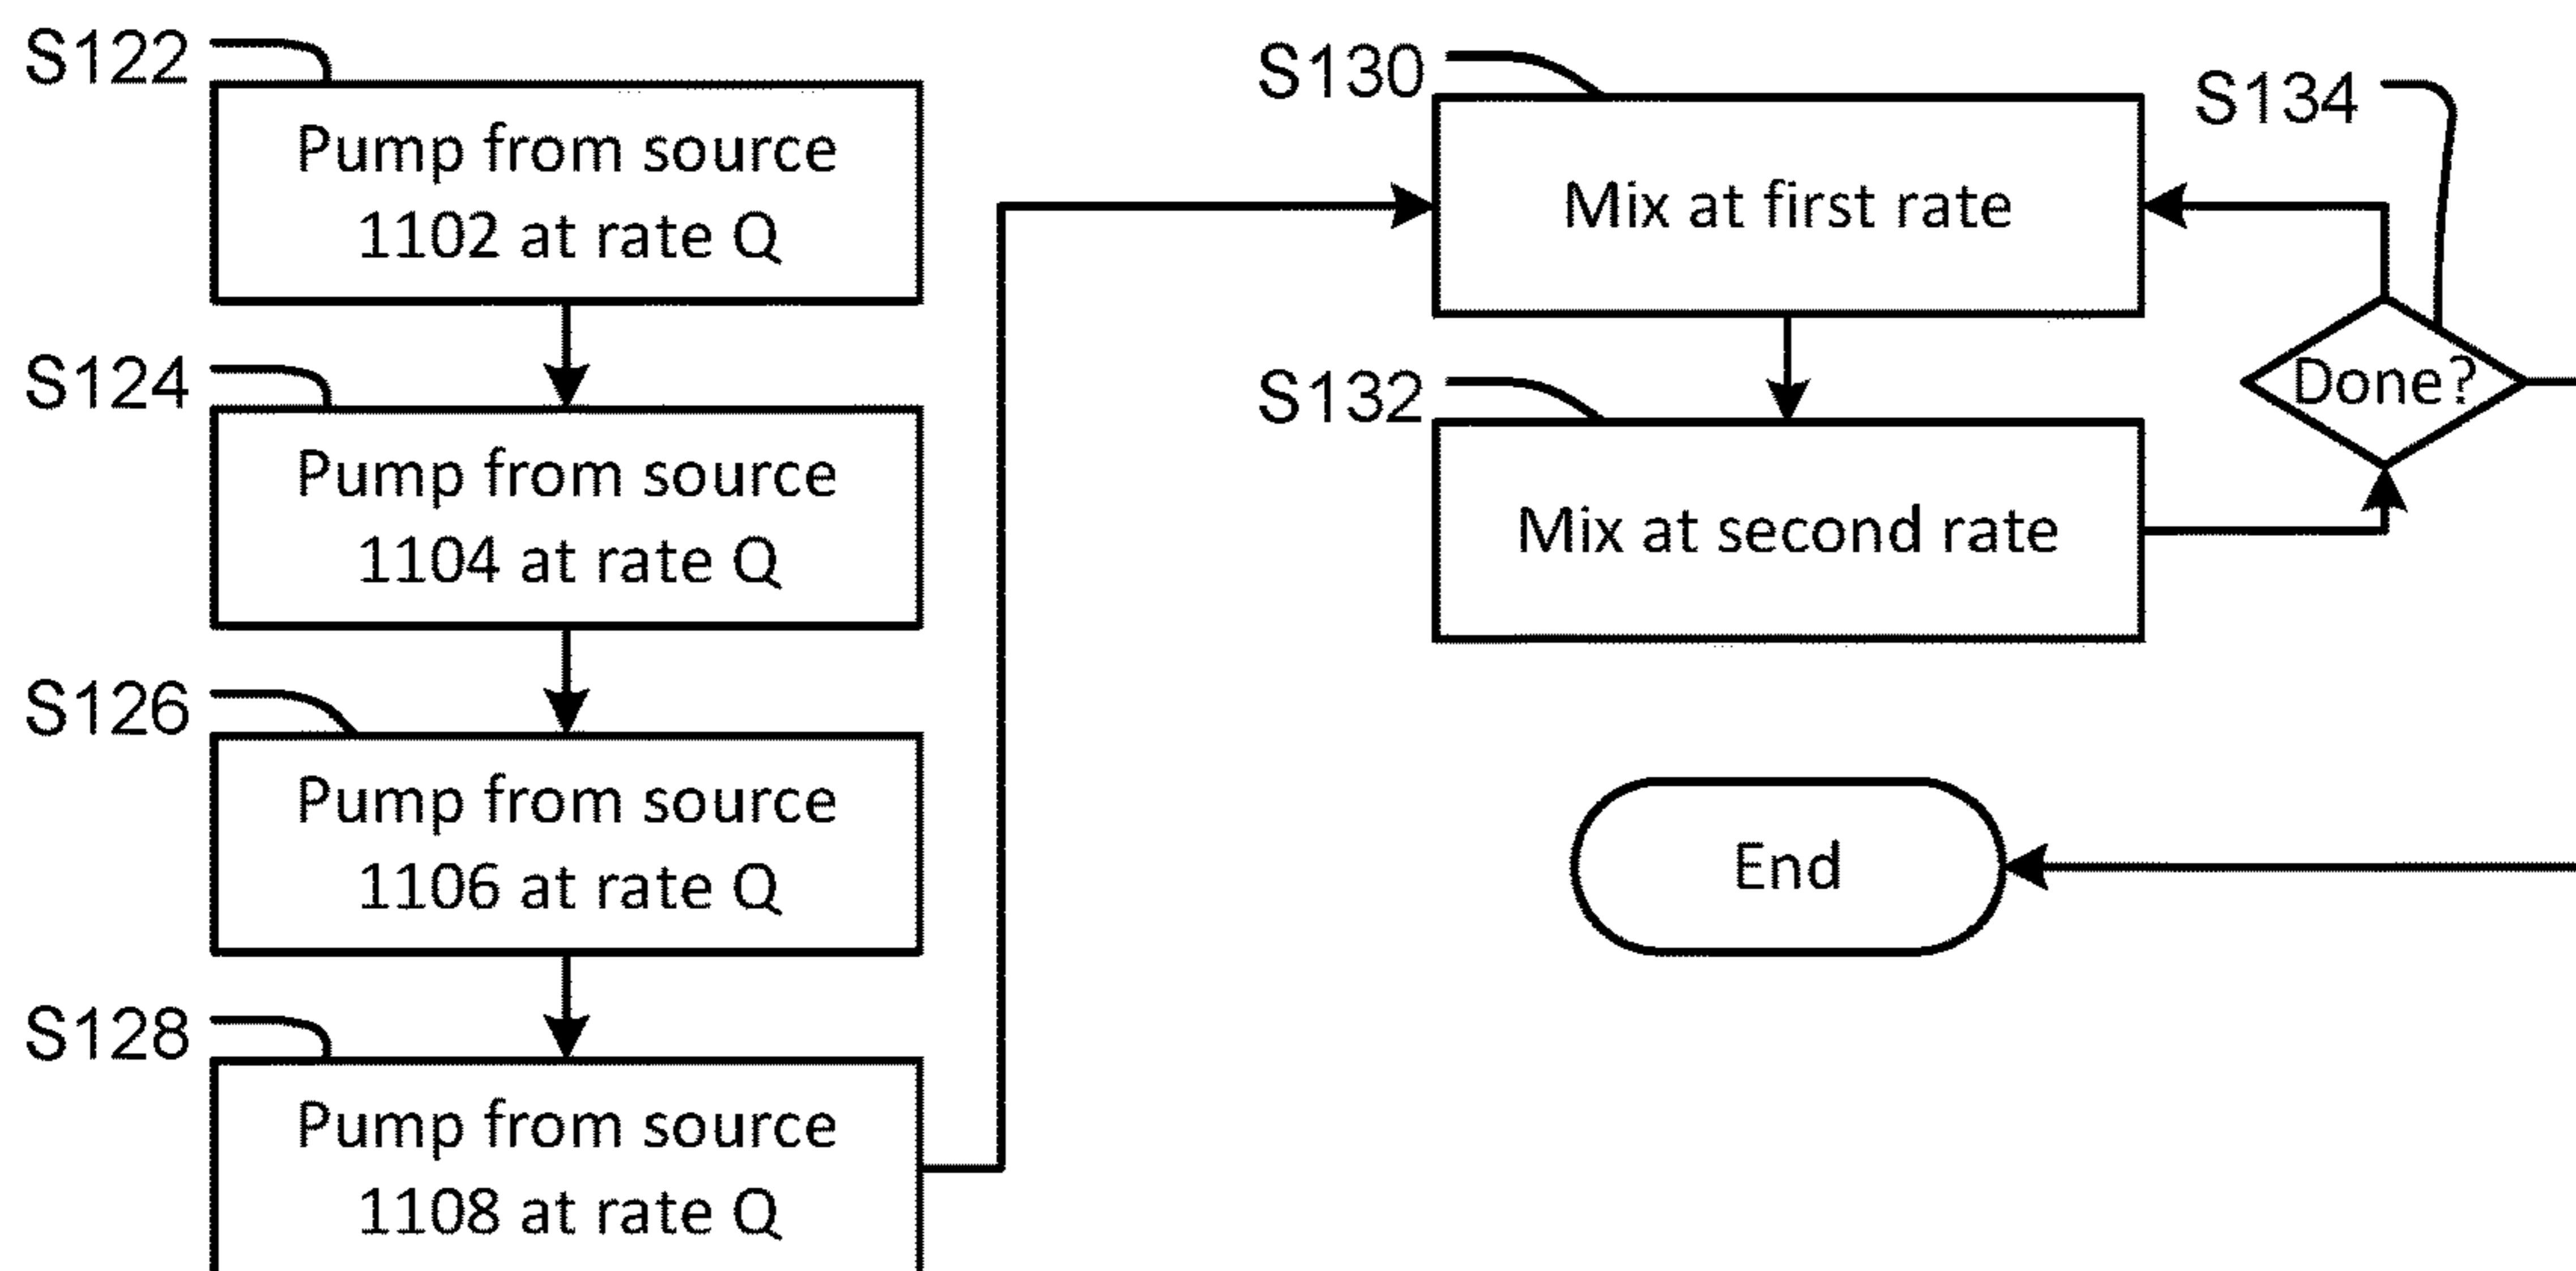 S122
Pump from source
1102 at rate Q
S124
Pump from source
1104 at rate Q
S126
Pump from source
1106 at rate Q
S128
Pump from source
1108 at rate Q
S130
Mix at first rate
S132
Mix at second rate
S134
Done?
End